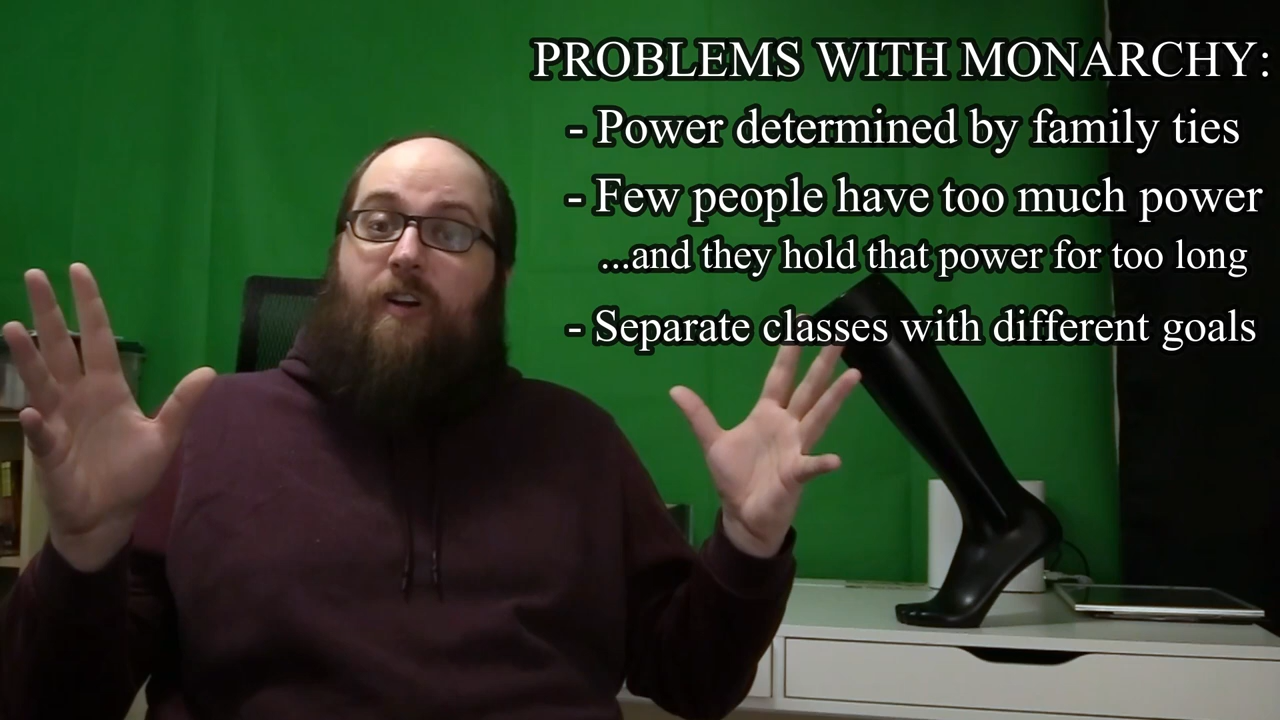 PROBLEMS WITH MONARCHY:
- Power determined by family ties
- Few people have too much power
...and they hold that power for too long
- Separate classes with different goals